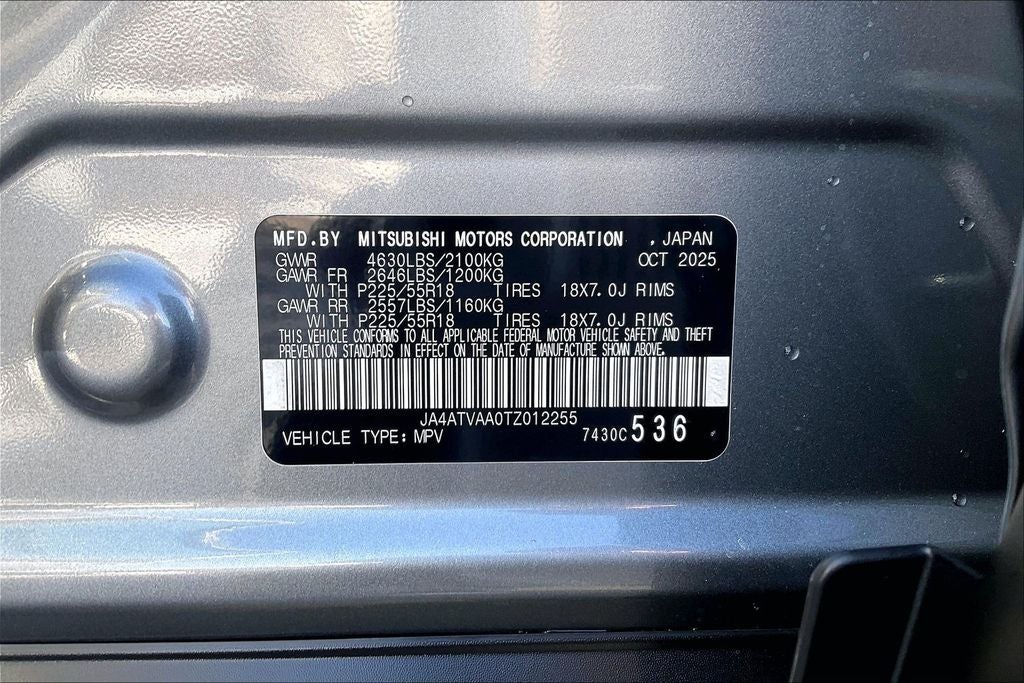 MFD.BY MITSUBISHI MOTORS CORPORATION , JAPAN
GVWR 4630LBS/2100KG OCT 2025
GAWR FR 2646LBS/1200KG
WITH P225/55R18 TIRES 18X7.0J RIMS
GAWR RR 2557LBS/1160KG
WITH P225/55R18 TIRES 18X7.0J RIMS
THIS VEHICLE CONFORMS TO ALL APPLICABLE FEDERAL MOTOR VEHICLE SAFETY AND THEFT
PREVENTION STANDARDS IN EFFECT ON THE DATE OF MANUFACTURE SHOWN ABOVE.
JA4ATVAA0TZ012255
VEHICLE TYPE: MPV 7430C 536